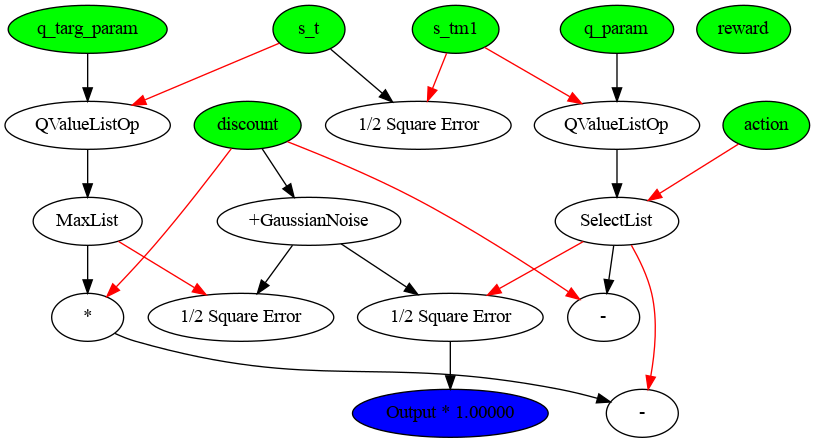 q_targ_param
s_t
s_tm1
q_param
reward
QValueListOp
discount
1/2 Square Error
QValueListOp
action
MaxList
+GaussianNoise
SelectList
*
1/2 Square Error
1/2 Square Error
-
Output * 1.00000
-